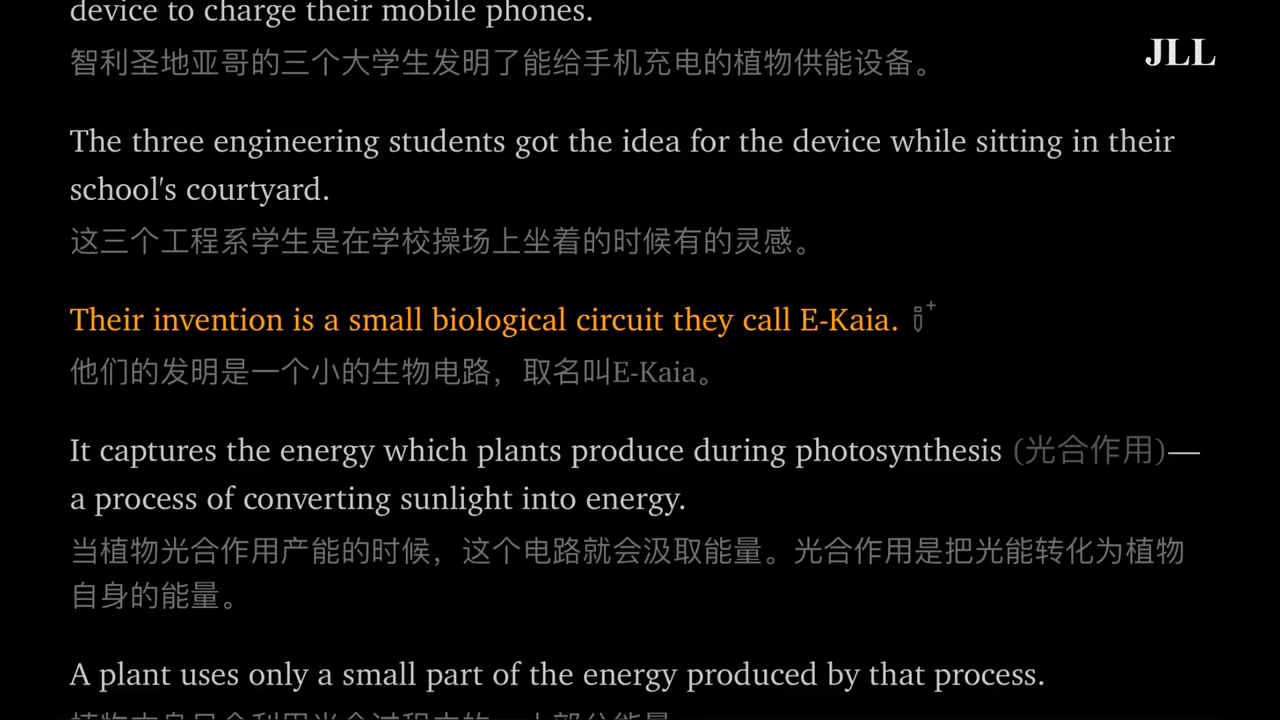 device to charge their mobile phones.
智利圣地亚哥的三个大学生发明了能给手机充电的植物供能设备。
JLL
The three engineering students got the idea for the device while sitting in their
school's courtyard.
这三个工程系学生是在学校操场上坐着的时候有的灵感。
Their invention is a small biological circuit they call E-Kaia.
他们的发明是一个小的生物电路，取名叫E-Kaia。
It captures the energy which plants produce during photosynthesis (光合作用)—
a process of converting sunlight into energy.
当植物光合作用产能的时候，这个电路就会汲取能量。光合作用是把光能转化为植物
自身的能量。
A plant uses only a small part of the energy produced by that process.